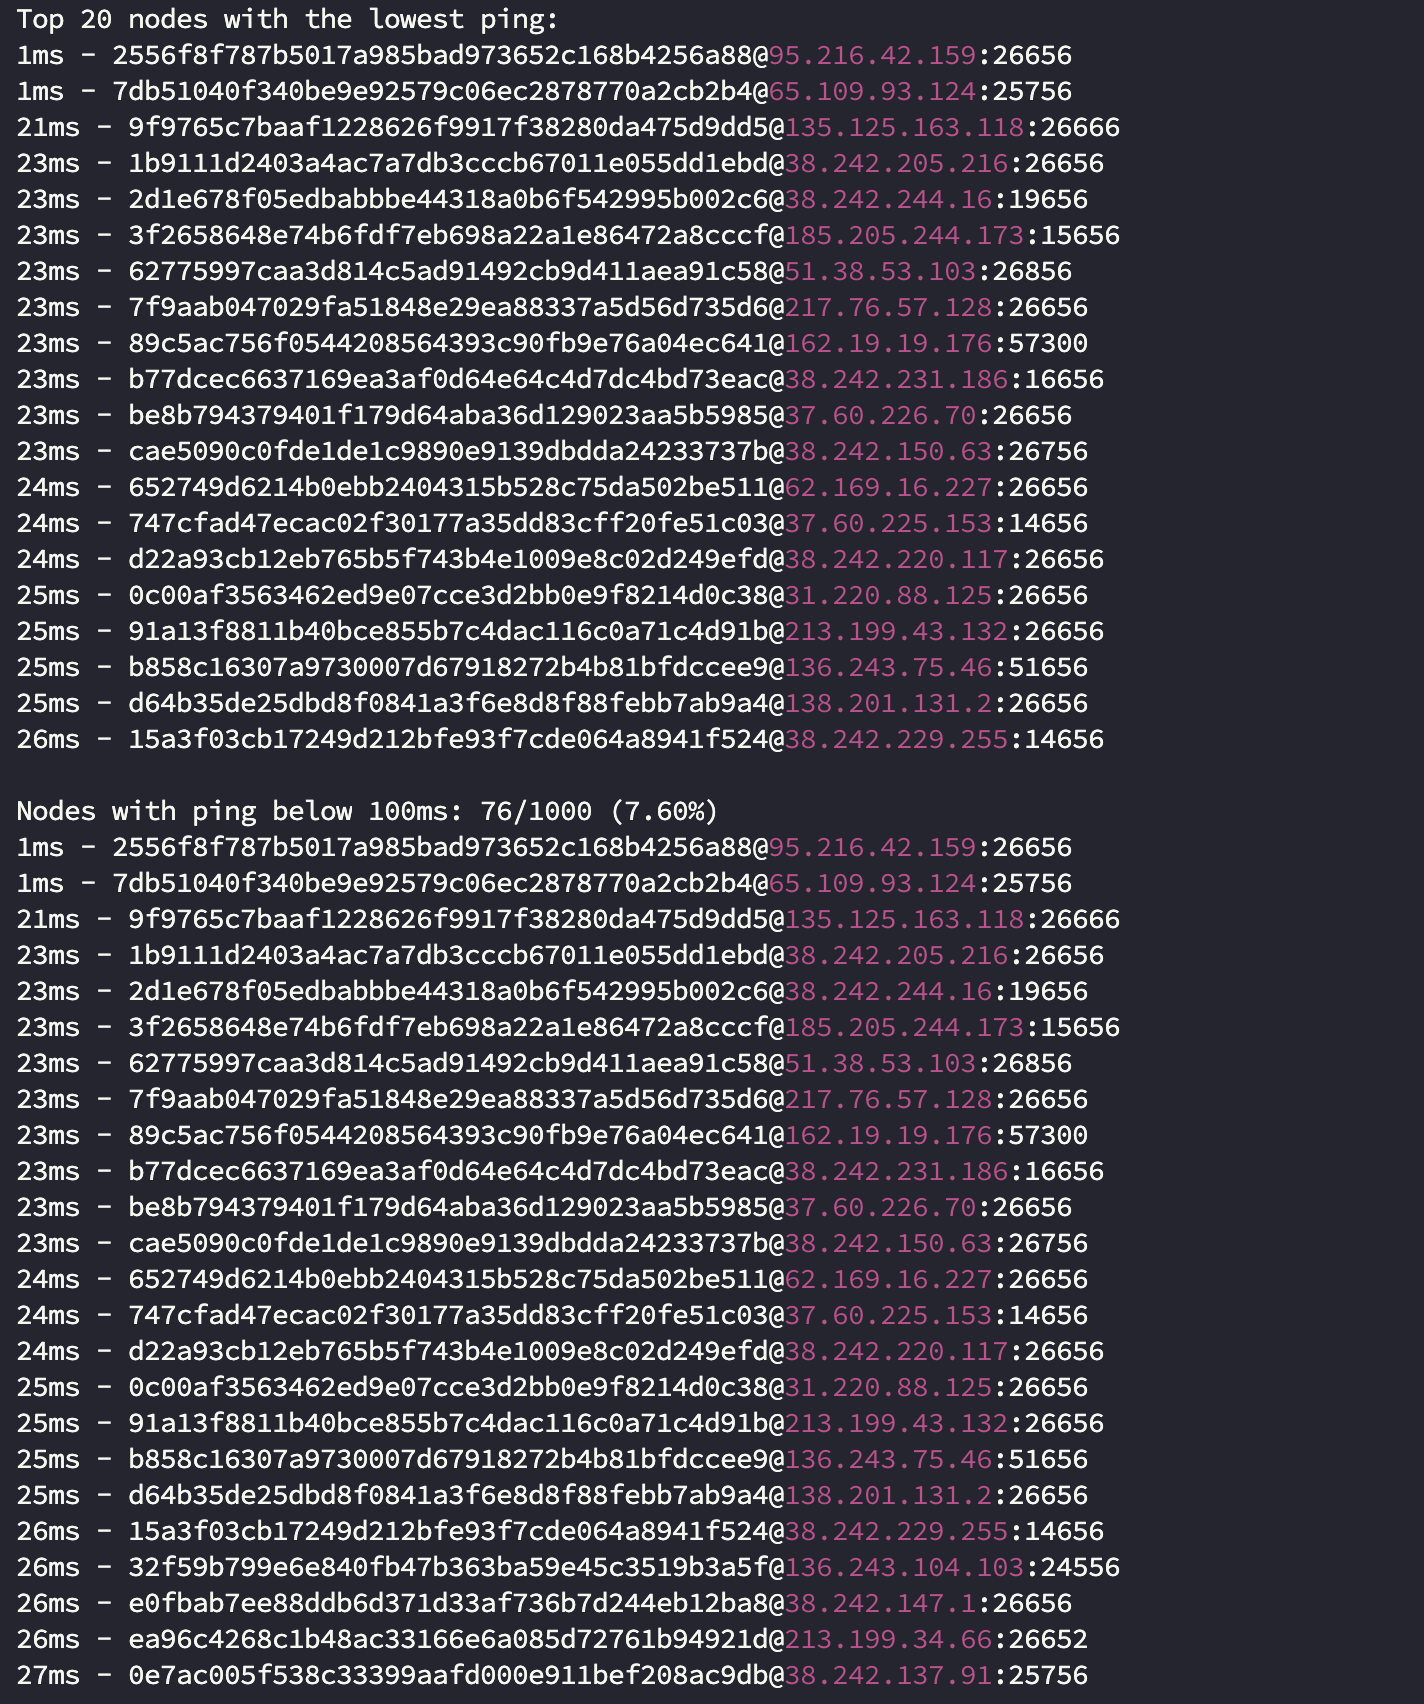 Top 20 nodes with the lowest ping:
1ms - 2556f8f787b5017a985bad973652c168b4256a88@95.216.42.159:26656
1ms - 7db51040f340be9e92579c06ec2878770a2cb2b4@65.109.93.124:25756
21ms - 9f9765c7baaf1228626f9917f38280da475d9dd5@135.125.163.118:26666
23ms - 1b9111d2403a4ac7a7db3cccb67011e055dd1ebd@38.242.205.216:26656
23ms - 2d1e678f05edbabbbe44318a0b6f542995b002c6@38.242.244.16:19656
23ms - 3f2658648e74b6fdf7eb698a22a1e86472a8cccf@185.205.244.173:15656
23ms - 62775997caa3d814c5ad91492cb9d411aea91c58@51.38.53.103:26856
23ms - 7f9aab047029fa51848e29ea88337a5d56d735d6@217.76.57.128:26656
23ms - 89c5ac756f0544208564393c90fb9e76a04ec641@162.19.19.176:57300
23ms - b77dcec6637169ea3af0d64e64c4d7dc4bd73eac@38.242.231.186:16656
23ms - be8b794379401f179d64aba36d129023aa5b5985@37.60.226.70:26656
23ms - cae5090c0fde1de1c9890e9139dbdda24233737b@38.242.150.63:26756
24ms - 652749d6214b0ebb2404315b528c75da502be511@62.169.16.227:26656
24ms - 747cfad47ecac02f30177a35dd83cff20fe51c03@37.60.225.153:14656
24ms - d22a93cb12eb765b5f743b4e1009e8c02d249efd@38.242.220.117:26656
25ms - 0c00af3563462ed9e07cce3d2bb0e9f8214d0c38@31.220.88.125:26656
25ms - 91a13f8811b40bce855b7c4dac116c0a71c4d91b@213.199.43.132:26656
25ms - b858c16307a9730007d67918272b4b81bfdccee9@136.243.75.46:51656
25ms - d64b35de25dbd8f0841a3f6e8d8f88febb7ab9a4@138.201.131.2:26656
26ms - 15a3f03cb17249d212bfe93f7cde064a8941f524@38.242.229.255:14656
Nodes with ping below 100ms: 76/1000 (7.60%)
1ms - 2556f8f787b5017a985bad973652c168b4256a88@95.216.42.159:26656
1ms - 7db51040f340be9e92579c06ec2878770a2cb2b4@65.109.93.124:25756
21ms - 9f9765c7baaf1228626f9917f38280da475d9dd5@135.125.163.118:26666
23ms - 1b9111d2403a4ac7a7db3cccb67011e055dd1ebd@38.242.205.216:26656
23ms - 2d1e678f05edbabbbe44318a0b6f542995b002c6@38.242.244.16:19656
23ms - 3f2658648e74b6fdf7eb698a22a1e86472a8cccf@185.205.244.173:15656
23ms - 62775997caa3d814c5ad91492cb9d411aea91c58@51.38.53.103:26856
23ms - 7f9aab047029fa51848e29ea88337a5d56d735d6@217.76.57.128:26656
23ms - 89c5ac756f0544208564393c90fb9e76a04ec641@162.19.19.176:57300
23ms - b77dcec6637169ea3af0d64e64c4d7dc4bd73eac@38.242.231.186:16656
23ms - be8b794379401f179d64aba36d129023aa5b5985@37.60.226.70:26656
23ms - cae5090c0fde1de1c9890e9139dbdda24233737b@38.242.150.63:26756
24ms - 652749d6214b0ebb2404315b528c75da502be511@62.169.16.227:26656
24ms - 747cfad47ecac02f30177a35dd83cff20fe51c03@37.60.225.153:14656
24ms - d22a93cb12eb765b5f743b4e1009e8c02d249efd@38.242.220.117:26656
25ms - 0c00af3563462ed9e07cce3d2bb0e9f8214d0c38@31.220.88.125:26656
25ms - 91a13f8811b40bce855b7c4dac116c0a71c4d91b@213.199.43.132:26656
25ms - b858c16307a9730007d67918272b4b81bfdccee9@136.243.75.46:51656
25ms - d64b35de25dbd8f0841a3f6e8d8f88febb7ab9a4@138.201.131.2:26656
26ms - 15a3f03cb17249d212bfe93f7cde064a8941f524@38.242.229.255:14656
26ms - 32f59b799e6e840fb47b363ba59e45c3519b3a5f@136.243.104.103:24556
26ms - e0fbab7ee88ddb6d371d33af736b7d244eb12ba8@38.242.147.1:26656
26ms - ea96c4268c1b48ac33166e6a085d72761b94921d@213.199.34.66:26652
27ms - 0e7ac005f538c33399aafd000e911bef208ac9db@38.242.137.91:25756